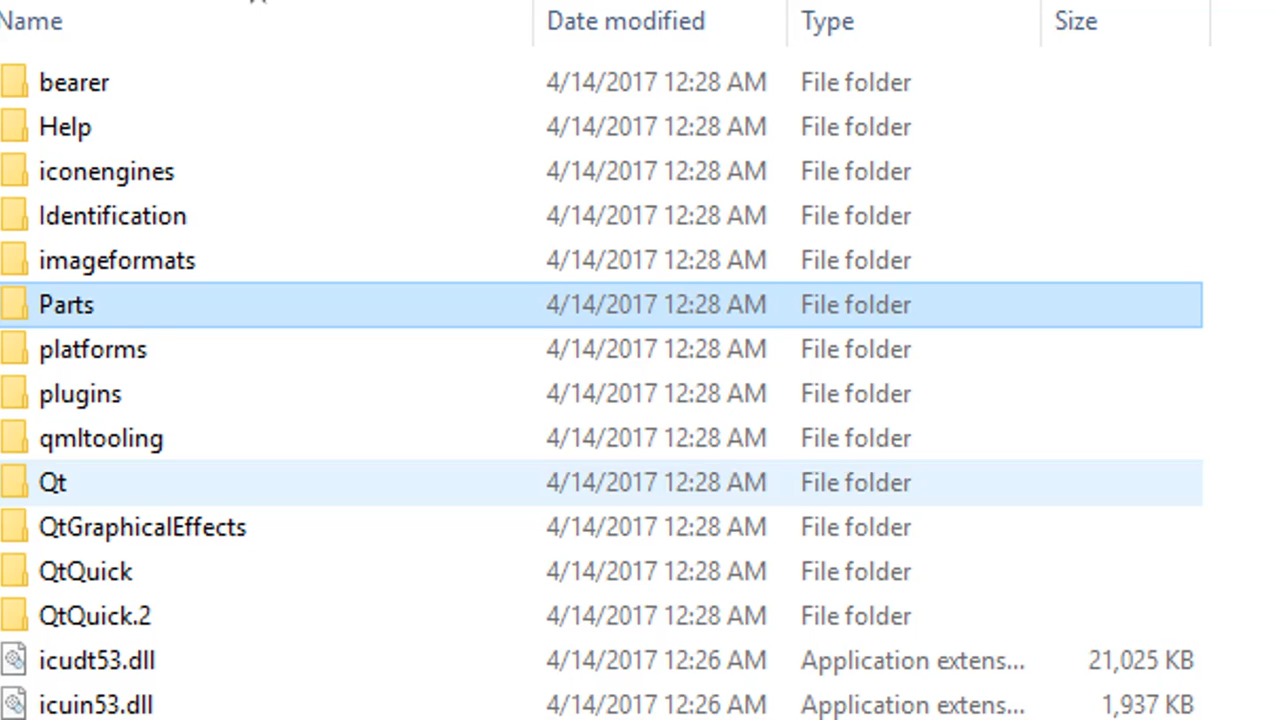 Name Date modified Type Size
bearer 4/14/2017 12:28 AM File folder
Help 4/14/2017 12:28 AM File folder
iconengines 4/14/2017 12:28 AM File folder
Identification 4/14/2017 12:28 AM File folder
imageformats 4/14/2017 12:28 AM File folder
Parts 4/14/2017 12:28 AM File folder
platforms 4/14/2017 12:28 AM File folder
plugins 4/14/2017 12:28 AM File folder
qmltooling 4/14/2017 12:28 AM File folder
Qt 4/14/2017 12:28 AM File folder
QtGraphicalEffects 4/14/2017 12:28 AM File folder
QtQuick 4/14/2017 12:28 AM File folder
QtQuick.2 4/14/2017 12:28 AM File folder
icudt53.dll 4/14/2017 12:26 AM Application extens... 21,025 KB
icuin53.dll 4/14/2017 12:26 AM Application extens... 1,937 KB